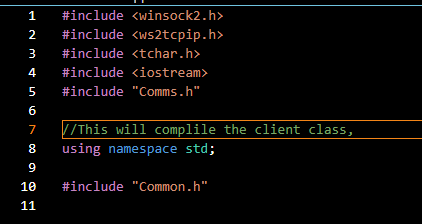 1 #include <winsock2.h>
2 #include <ws2tcpip.h>
3 #include <tchar.h>
4 #include <iostream>
5 #include "Comms.h"
6
7 //This will complile the client class,
8 using namespace std;
9
10 #include "Common.h"
11